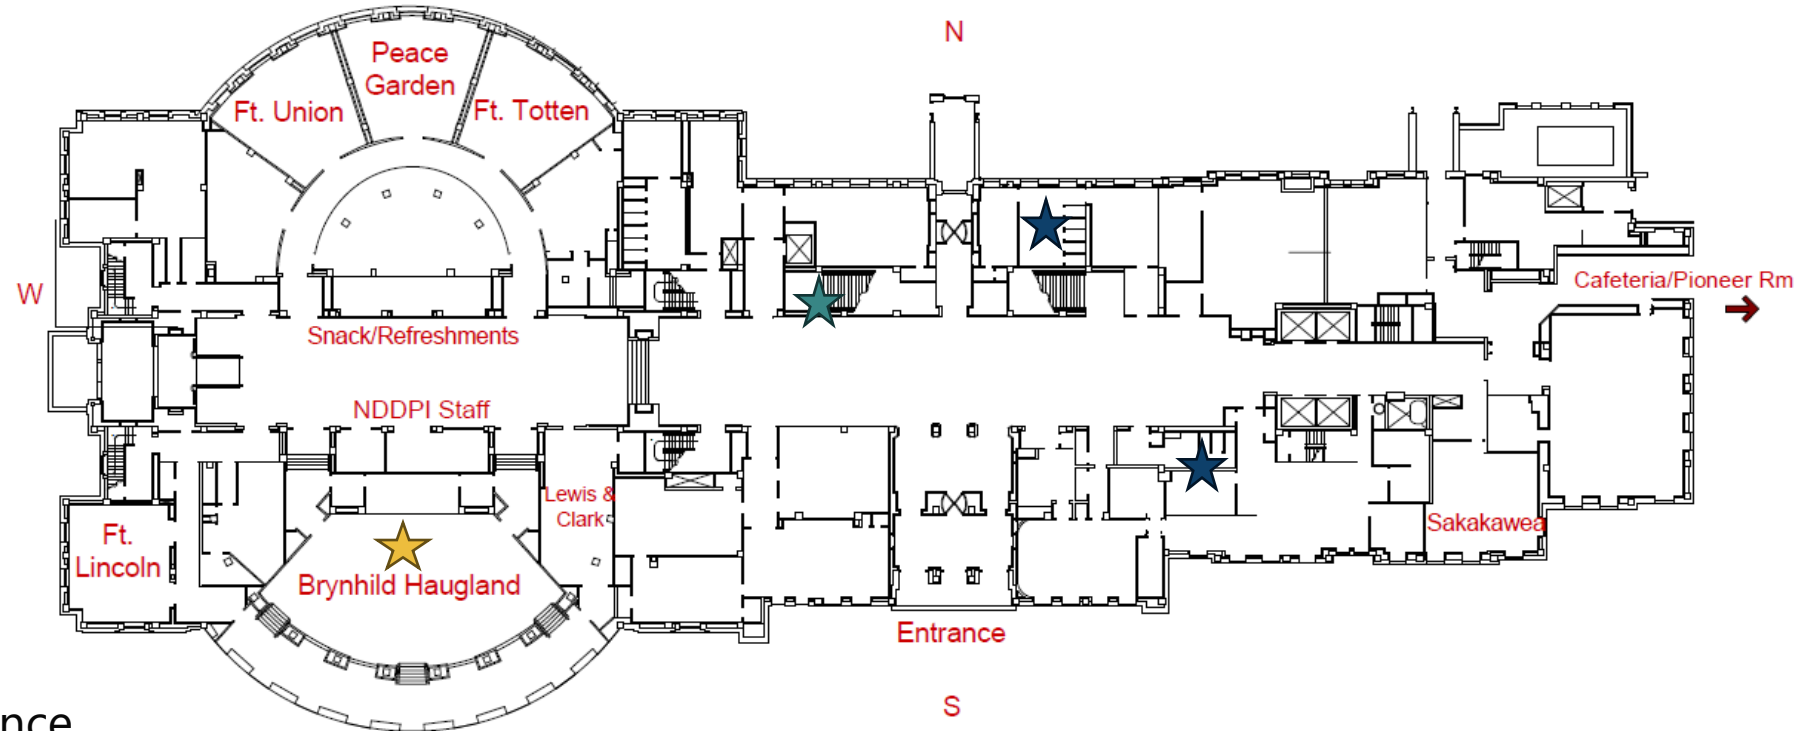 N
Peace
Garden
Ft. Union
Ft. Totten
W
Cafeteria/Pioneer Rm
Snack/Refreshments
NDDPI Staff
Lewis &
Clark
Ft.
Lincoln
Sakakawea
Brynhild Haugland
Entrance
S
nce